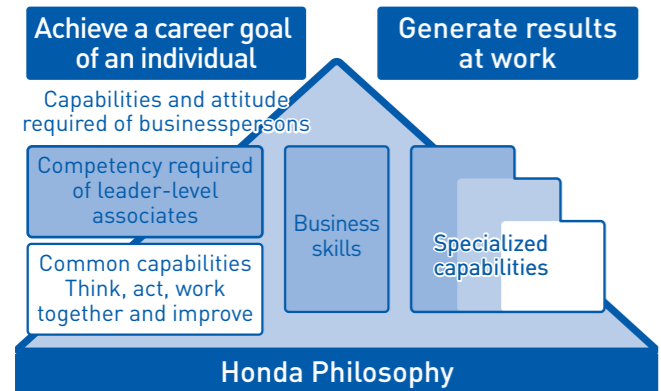 Achieve a career goal
of an individual
Generate results
at work
Capabilities and attitude
required of businesspersons
Competency required
of leader-level
associates
Common capabilities
Think, act, work
together and improve
Business
skills
Specialized
capabilities
Honda Philosophy